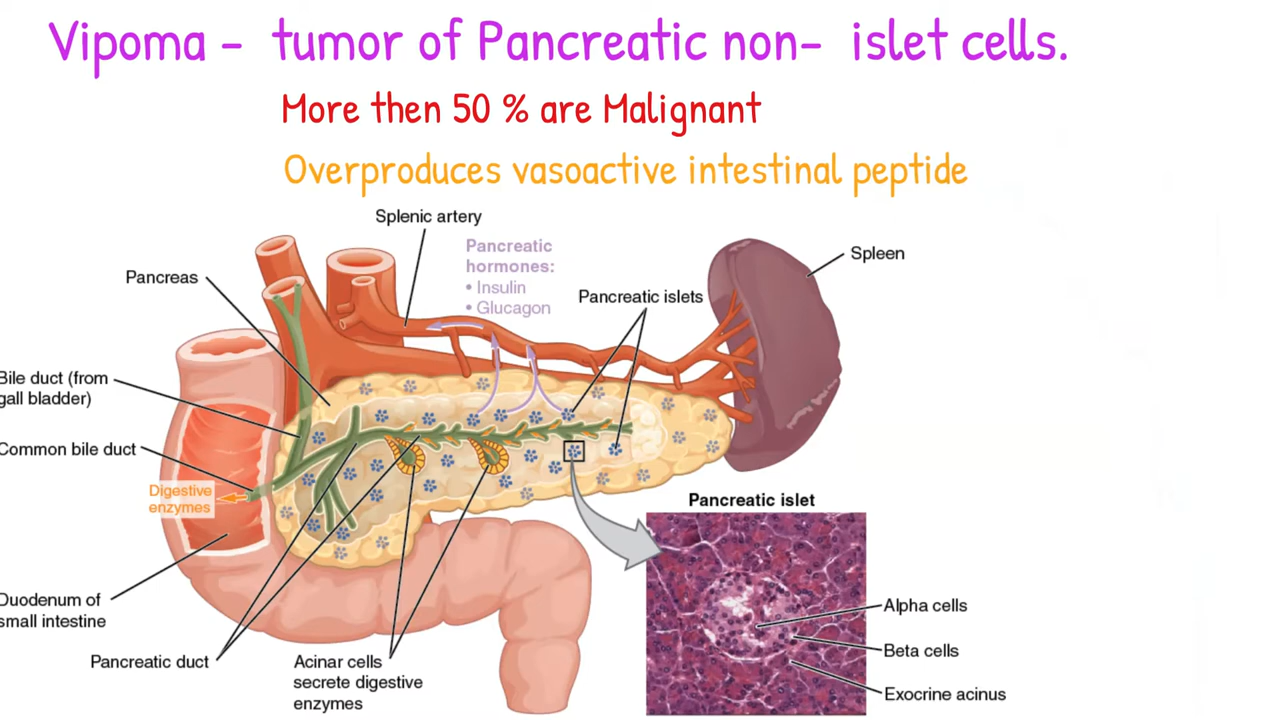 Vipoma - tumor of Pancreatic non- islet cells.
More then 50 % are Malignant
Overproduces vasoactive intestinal peptide
Splenic artery
Pancreatic
hormones:
• Insulin
• Glucagon
Spleen
Pancreas
Pancreatic islets
Bile duct (from
gall bladder)
Common bile duct
Digestive
enzymes
Pancreatic islet
Duodenum of
small intestine
Alpha cells
Beta cells
Exocrine acinus
Pancreatic duct
Acinar cells
secrete digestive
enzymes